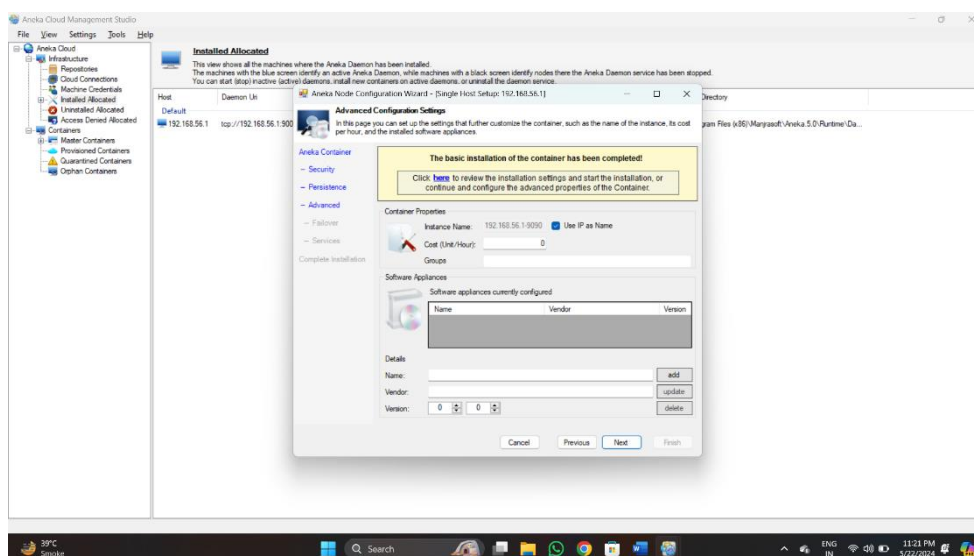 Aneka Cloud Management Studio
File View Settings Tools Help
Aneka Cloud
Infrastructure
Repositories
Cloud Connections
Machine Credentials
Installed Allocated
Uninstalled Allocated
Access Denied Allocated
Containers
Master Containers
Provisioned Containers
Quarantined Containers
Orphan Containers
Installed Allocated
This view shows all the machines where the Aneka Daemon has been installed.
The machines with the blue screen identify an active Aneka Daemon, while machines with a black screen identify nodes there the Aneka Daemon service has been stopped.
You can start (stop) inactive (active) daemons, install new containers on active daemons, or uninstall the daemon service.
Host Daemon Uri Directory
Default
192.168.56.1 tcp://192.168.56.1:900 gram Files (x86)\Manjrasoft\Aneka.5.0\Runtime\Da...
Aneka Node Configuration Wizard - [Single Host Setup: 192.168.56.1]
Advanced Configuration Settings
In this page you can set up the settings that further customize the container, such as the name of the instance, its cost
per hour, and the installed software appliances.
Aneka Container
- Security
- Persistence
- Advanced
- Failover
- Services
Complete Installation
The basic installation of the container has been completed!
Click here to review the installation settings and start the installation, or
continue and configure the advanced properties of the Container.
Container Properties
Instance Name: 192.168.56.1-9090 Use IP as Name
Cost (Unit/Hour): 0
Groups
Software Appliances
Software appliances currently configured
Name Vendor Version
Details
Name: add
Vendor: update
Version: 0 0 delete
Cancel Previous Next Finish
39°C
Smoke
Search
ENG
IN
11:21 PM
5/22/2024